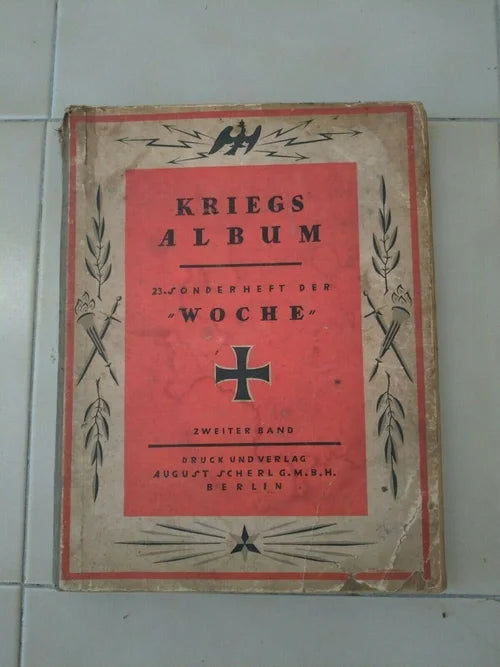 KRIEGS
ALBUM
23. SONDERHEFT DER
"WOCHE"
ZWEITER BAND
DRUCK UND VERLAG
AUGUST SCHERL G.M.B.H.
BERLIN